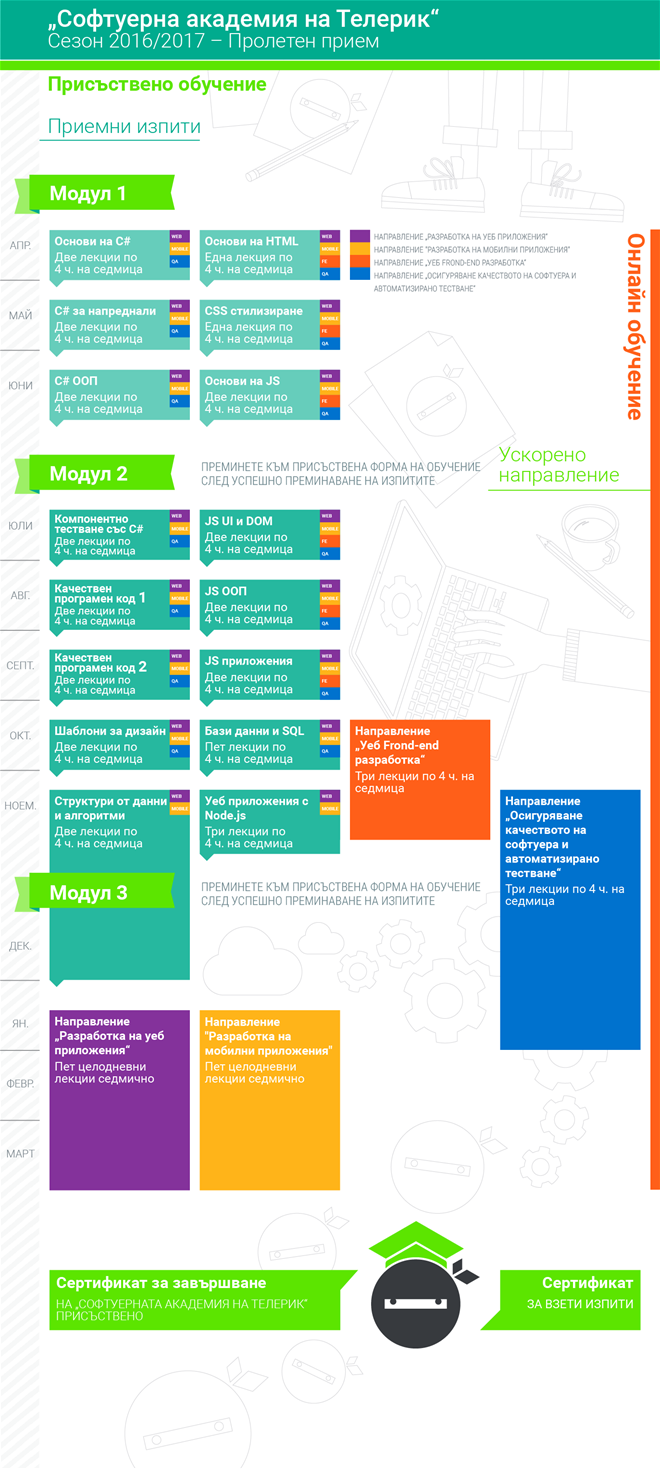 „Софтуерна академия на Телерик“
Сезон 2016/2017 – Пролетен прием
Присъствено обучение
Приемни изпити
Модул 1
АПР.
Основи на C#
Две лекции по
4 ч. на седмица
WEB
MOBILE
QA
Основи на HTML
Една лекция по
4 ч. на седмица
WEB
MOBILE
FE
QA
НАПРАВЛЕНИЕ „РАЗРАБОТКА НА УЕБ ПРИЛОЖЕНИЯ“
НАПРАВЛЕНИЕ "РАЗРАБОТКА НА МОБИЛНИ ПРИЛОЖЕНИЯ"
НАПРАВЛЕНИЕ „УЕБ FROND-END РАЗРАБОТКА“
НАПРАВЛЕНИЕ „ОСИГУРЯВАНЕ КАЧЕСТВОТО НА СОФТУЕРА И
АВТОМАТИЗИРАНО ТЕСТВАНЕ“
Онлайн обучение
МАЙ
C# за напреднали
Две лекции по
4 ч. на седмица
WEB
MOBILE
QA
CSS стилизиране
Една лекция по
4 ч. на седмица
WEB
MOBILE
FE
QA
ЮНИ
C# ООП
Две лекции по
4 ч. на седмица
WEB
MOBILE
QA
Основи на JS
Две лекции по
4 ч. на седмица
WEB
MOBILE
FE
QA
Модул 2
ПРЕМИНЕТЕ КЪМ ПРИСЪСТВЕНА ФОРМА НА ОБУЧЕНИЕ
СЛЕД УСПЕШНО ПРЕМИНАВАНЕ НА ИЗПИТИТЕ
Ускорено
направление
ЮЛИ
Компонентно
тестване със C#
Две лекции по
4 ч. на седмица
WEB
MOBILE
QA
JS UI и DOM
Две лекции по
4 ч. на седмица
WEB
MOBILE
FE
QA
АВГ.
Качествен
програмен код 1
Две лекции по
4 ч. на седмица
WEB
MOBILE
QA
JS ООП
Две лекции по
4 ч. на седмица
WEB
MOBILE
FE
QA
СЕПТ.
Качествен
програмен код 2
Две лекции по
4 ч. на седмица
WEB
MOBILE
QA
JS приложения
Две лекции по
4 ч. на седмица
WEB
MOBILE
FE
QA
ОКТ.
Шаблони за дизайн
Две лекции по
4 ч. на седмица
WEB
MOBILE
QA
Бази данни и SQL
Пет лекции по
4 ч. на седмица
WEB
MOBILE
QA
Направление
„Уеб Frond-end
разработка“
Три лекции по 4 ч. на
седмица
НОЕМ.
Структури от данни
и алгоритми
Две лекции по
4 ч. на седмица
WEB
MOBILE
Уеб приложения с
Node.js
Три лекции по
4 ч. на седмица
WEB
MOBILE
Направление
„Осигуряване
качеството на
софтуера и
автоматизирано
тестване“
Три лекции по 4 ч. на
седмица
Модул 3
ПРЕМИНЕТЕ КЪМ ПРИСЪСТВЕНА ФОРМА НА ОБУЧЕНИЕ
СЛЕД УСПЕШНО ПРЕМИНАВАНЕ НА ИЗПИТИТЕ
ДЕК.
ЯН.
Направление
„Разработка на уеб
приложения“
Пет целодневни
лекции седмично
Направление
"Разработка на
мобилни приложения"
Пет целодневни
лекции седмично
ФЕВР.
МАРТ
Сертификат за завършване
НА „СОФТУЕРНАТА АКАДЕМИЯ НА ТЕЛЕРИК“
ПРИСЪСТВЕНО
Сертификат
ЗА ВЗЕТИ ИЗПИТИ